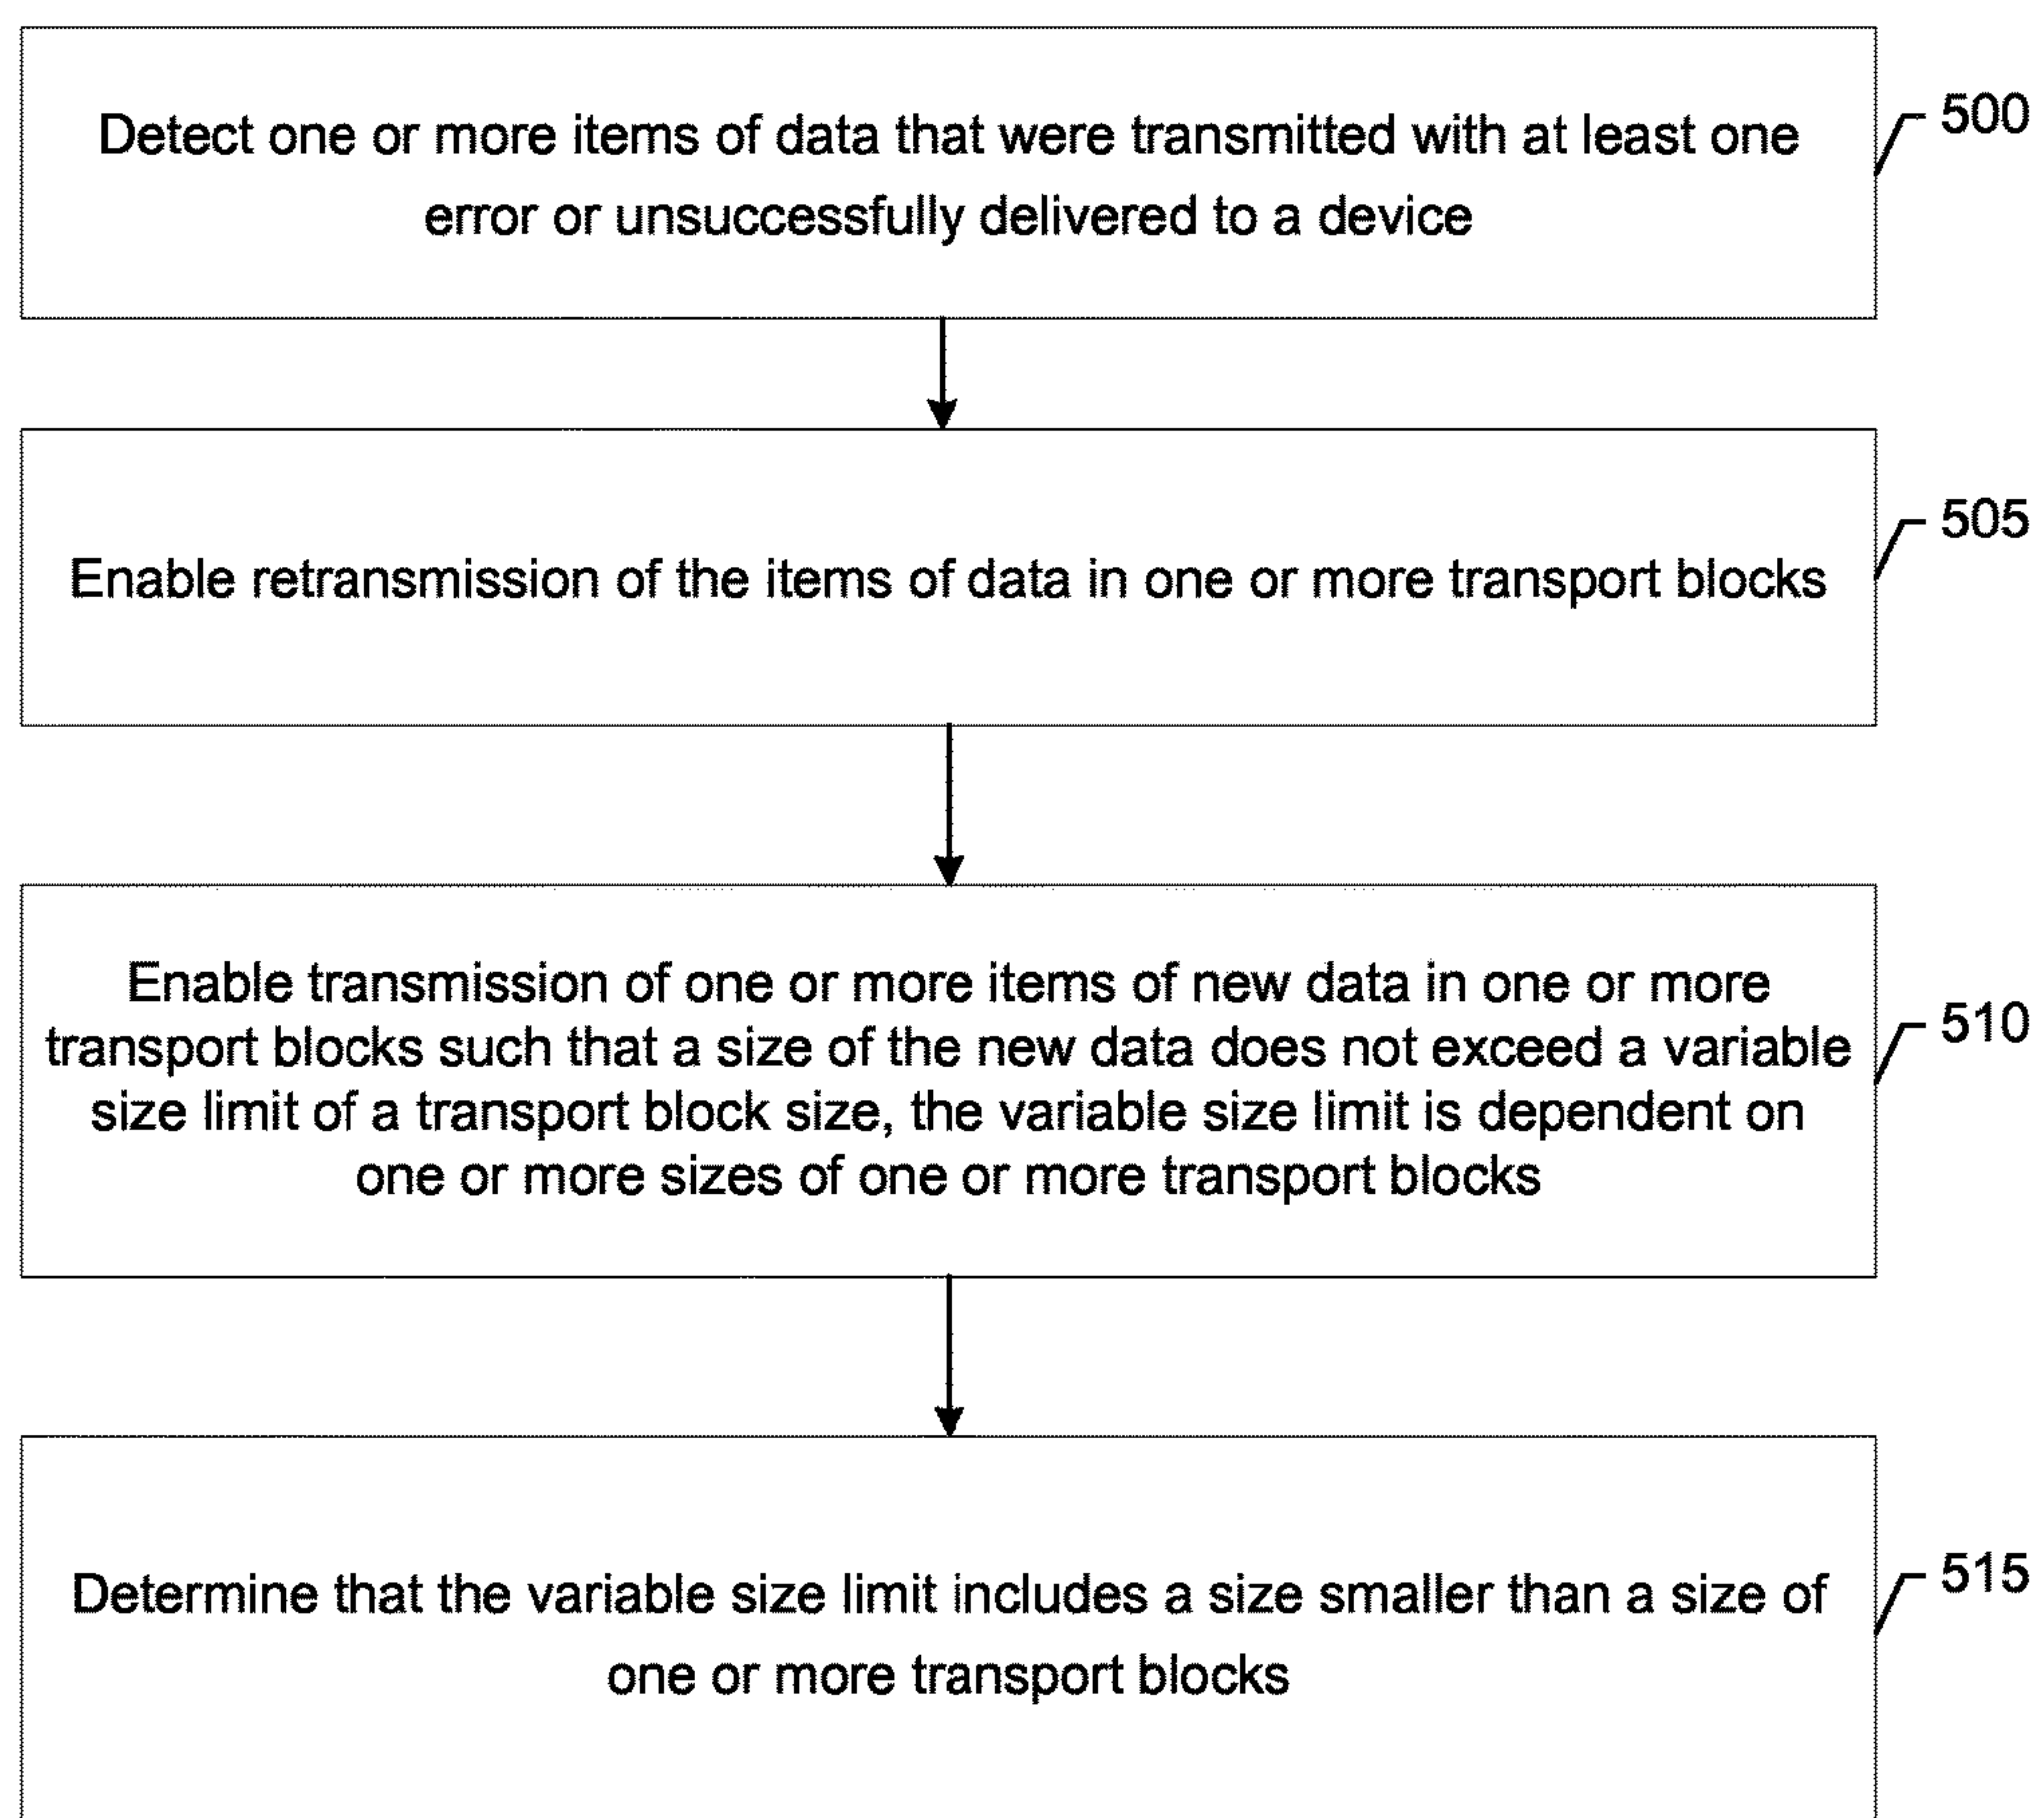 Detect one or more items of data that were transmitted with at least one
error or unsuccessfully delivered to a device
500
Enable retransmission of the items of data in one or more transport blocks
505
Enable transmission of one or more items of new data in one or more
transport blocks such that a size of the new data does not exceed a variable
size limit of a transport block size, the variable size limit is dependent on
one or more sizes of one or more transport blocks
510
Determine that the variable size limit includes a size smaller than a size of
one or more transport blocks
515